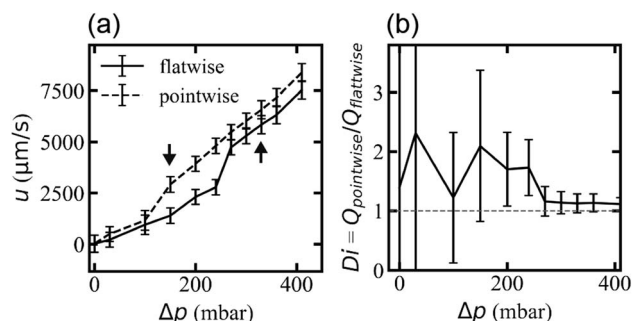 (a)
7500
5000
2500
0
u (μm/s)
flatwise
pointwise
0
200
400
Δp (mbar)
(b)
3
2
1
0
Di = Q_pointwise/Q_flattwise
0
200
400
Δp (mbar)